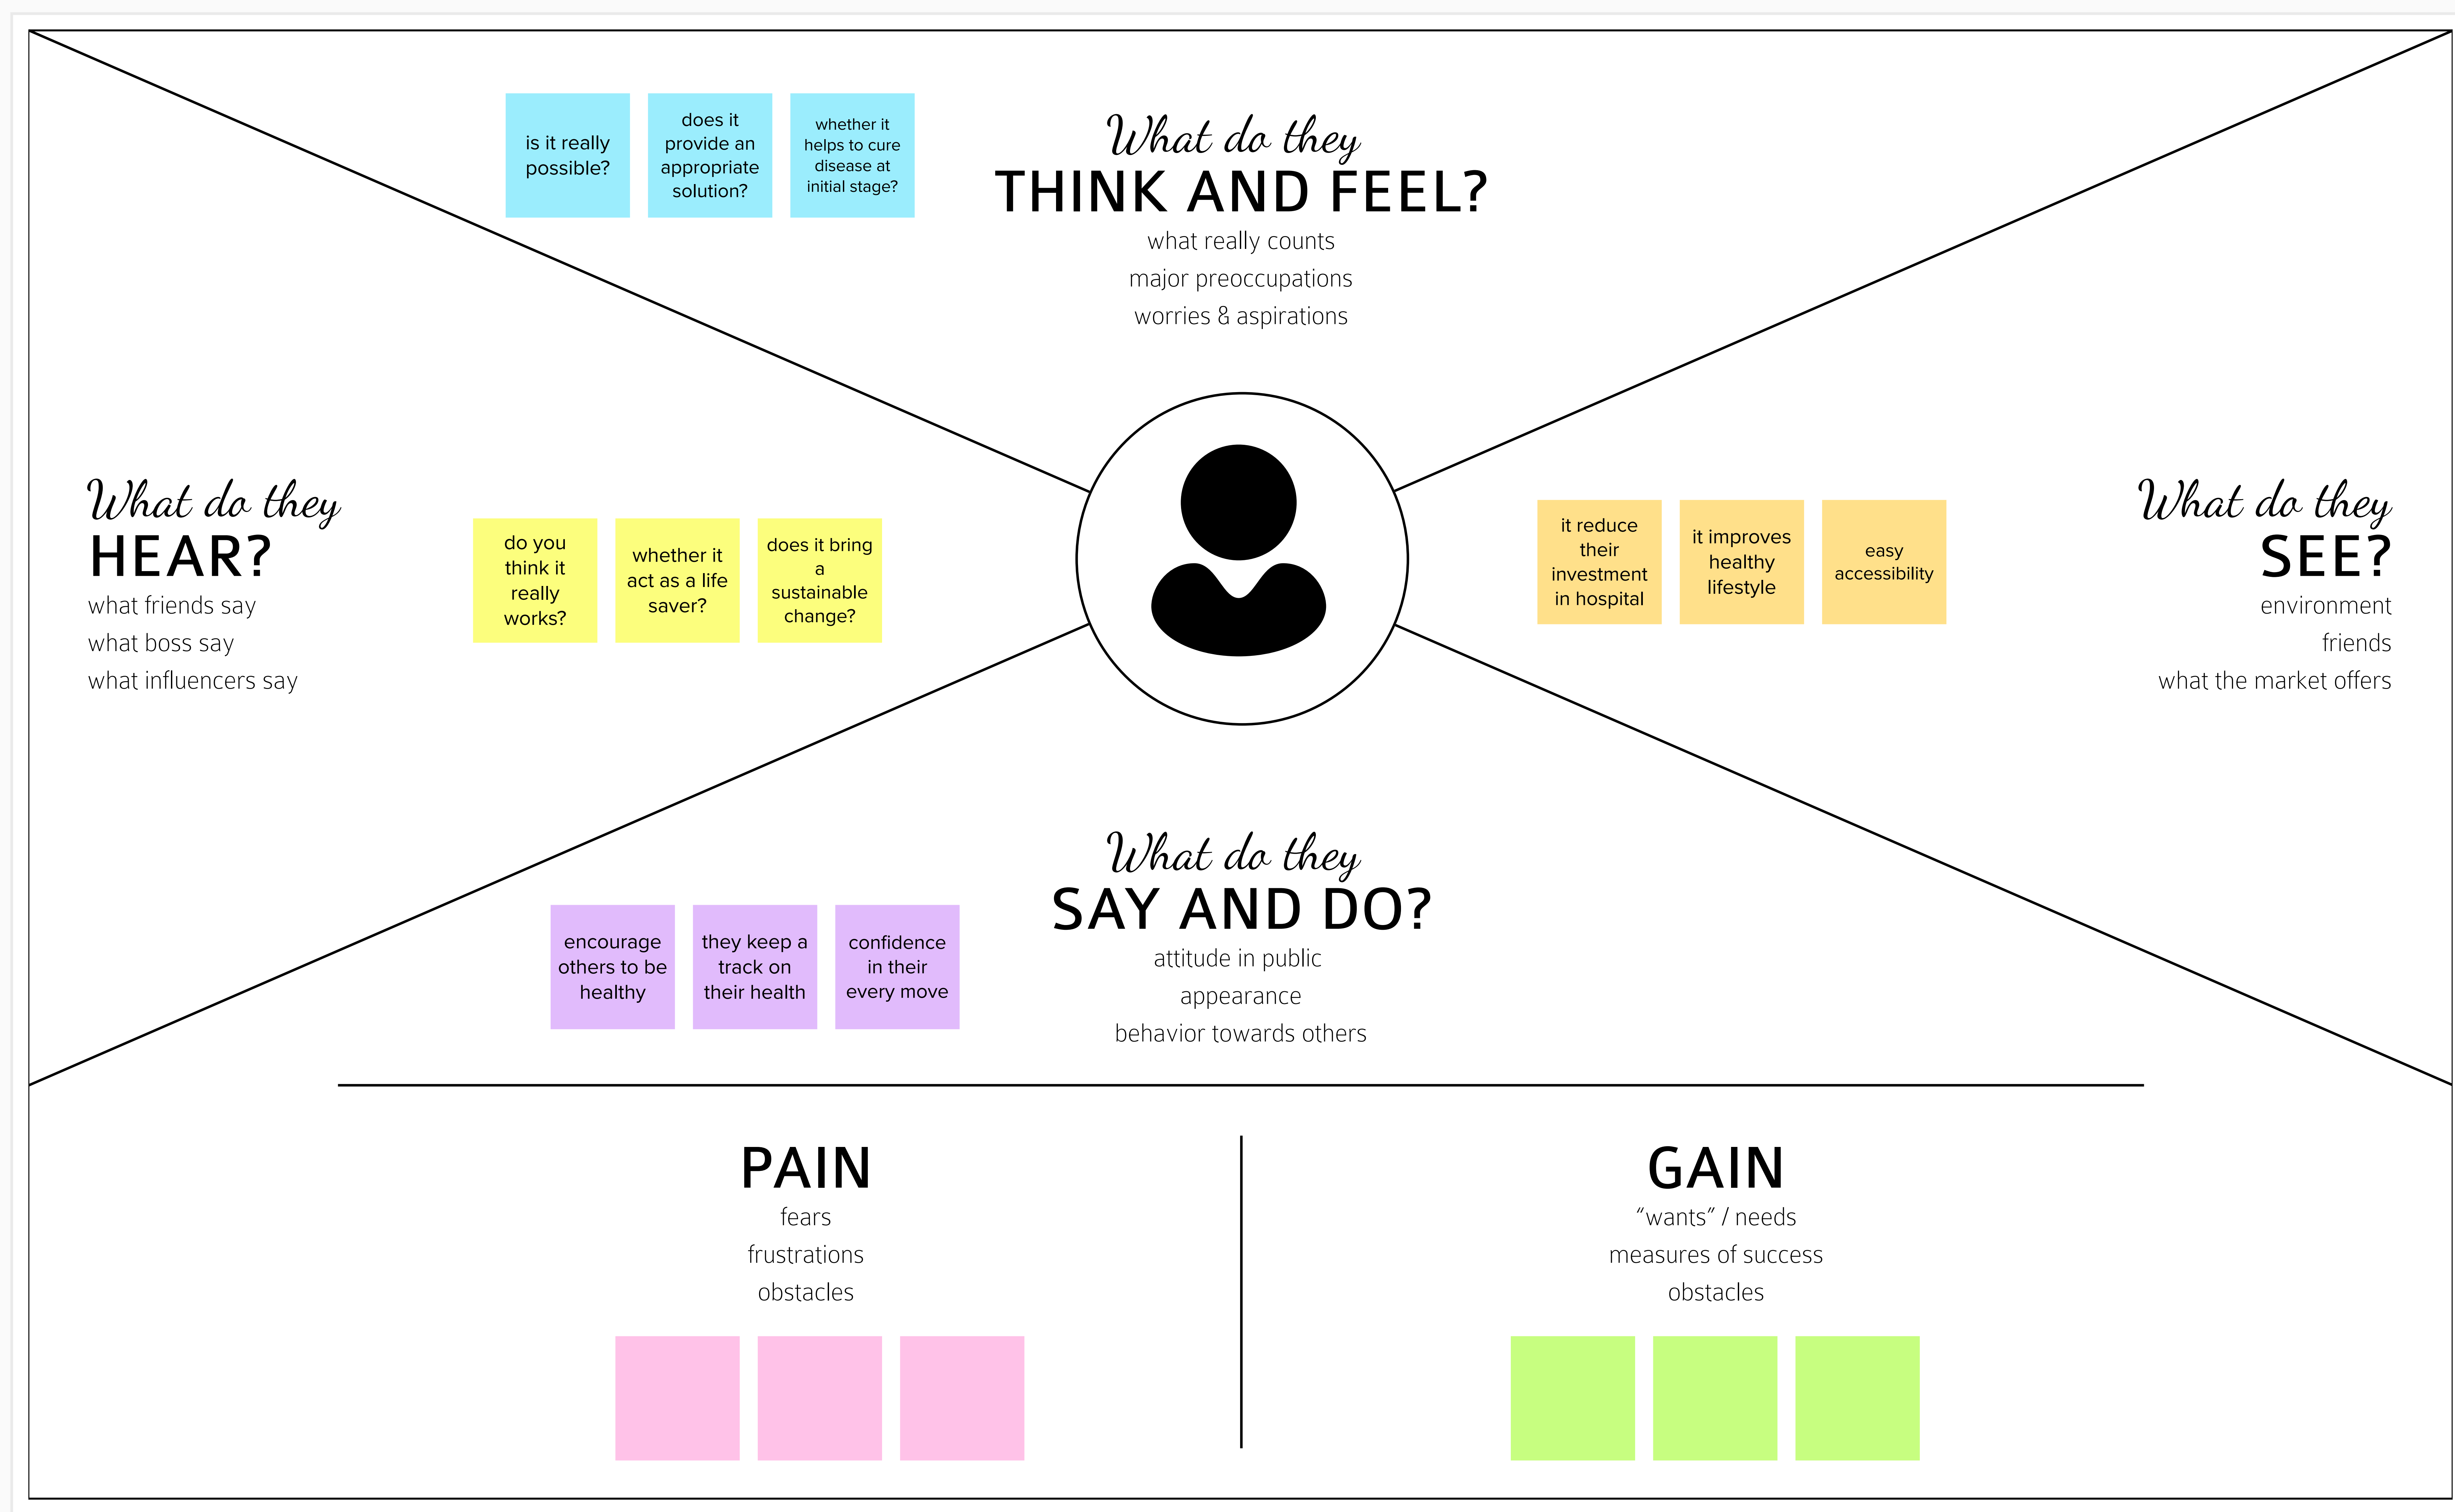 is it really
possible?
does it
provide an
appropriate
solution?
whether it
helps to cure
disease at
initial stage?
What do they
THINK AND FEEL?
what really counts
major preoccupations
worries & aspirations
What do they
HEAR?
what friends say
what boss say
what influencers say
do you
think it
really
works?
whether it
act as a life
saver?
does it bring
a
sustainable
change?
it reduce
their
investment
in hospital
it improves
healthy
lifestyle
easy
accessibility
What do they
SEE?
environment
friends
what the market offers
What do they
SAY AND DO?
attitude in public
appearance
behavior towards others
encourage
others to be
healthy
they keep a
track on
their health
confidence
in their
every move
PAIN
fears
frustrations
obstacles
GAIN
“wants” / needs
measures of success
obstacles